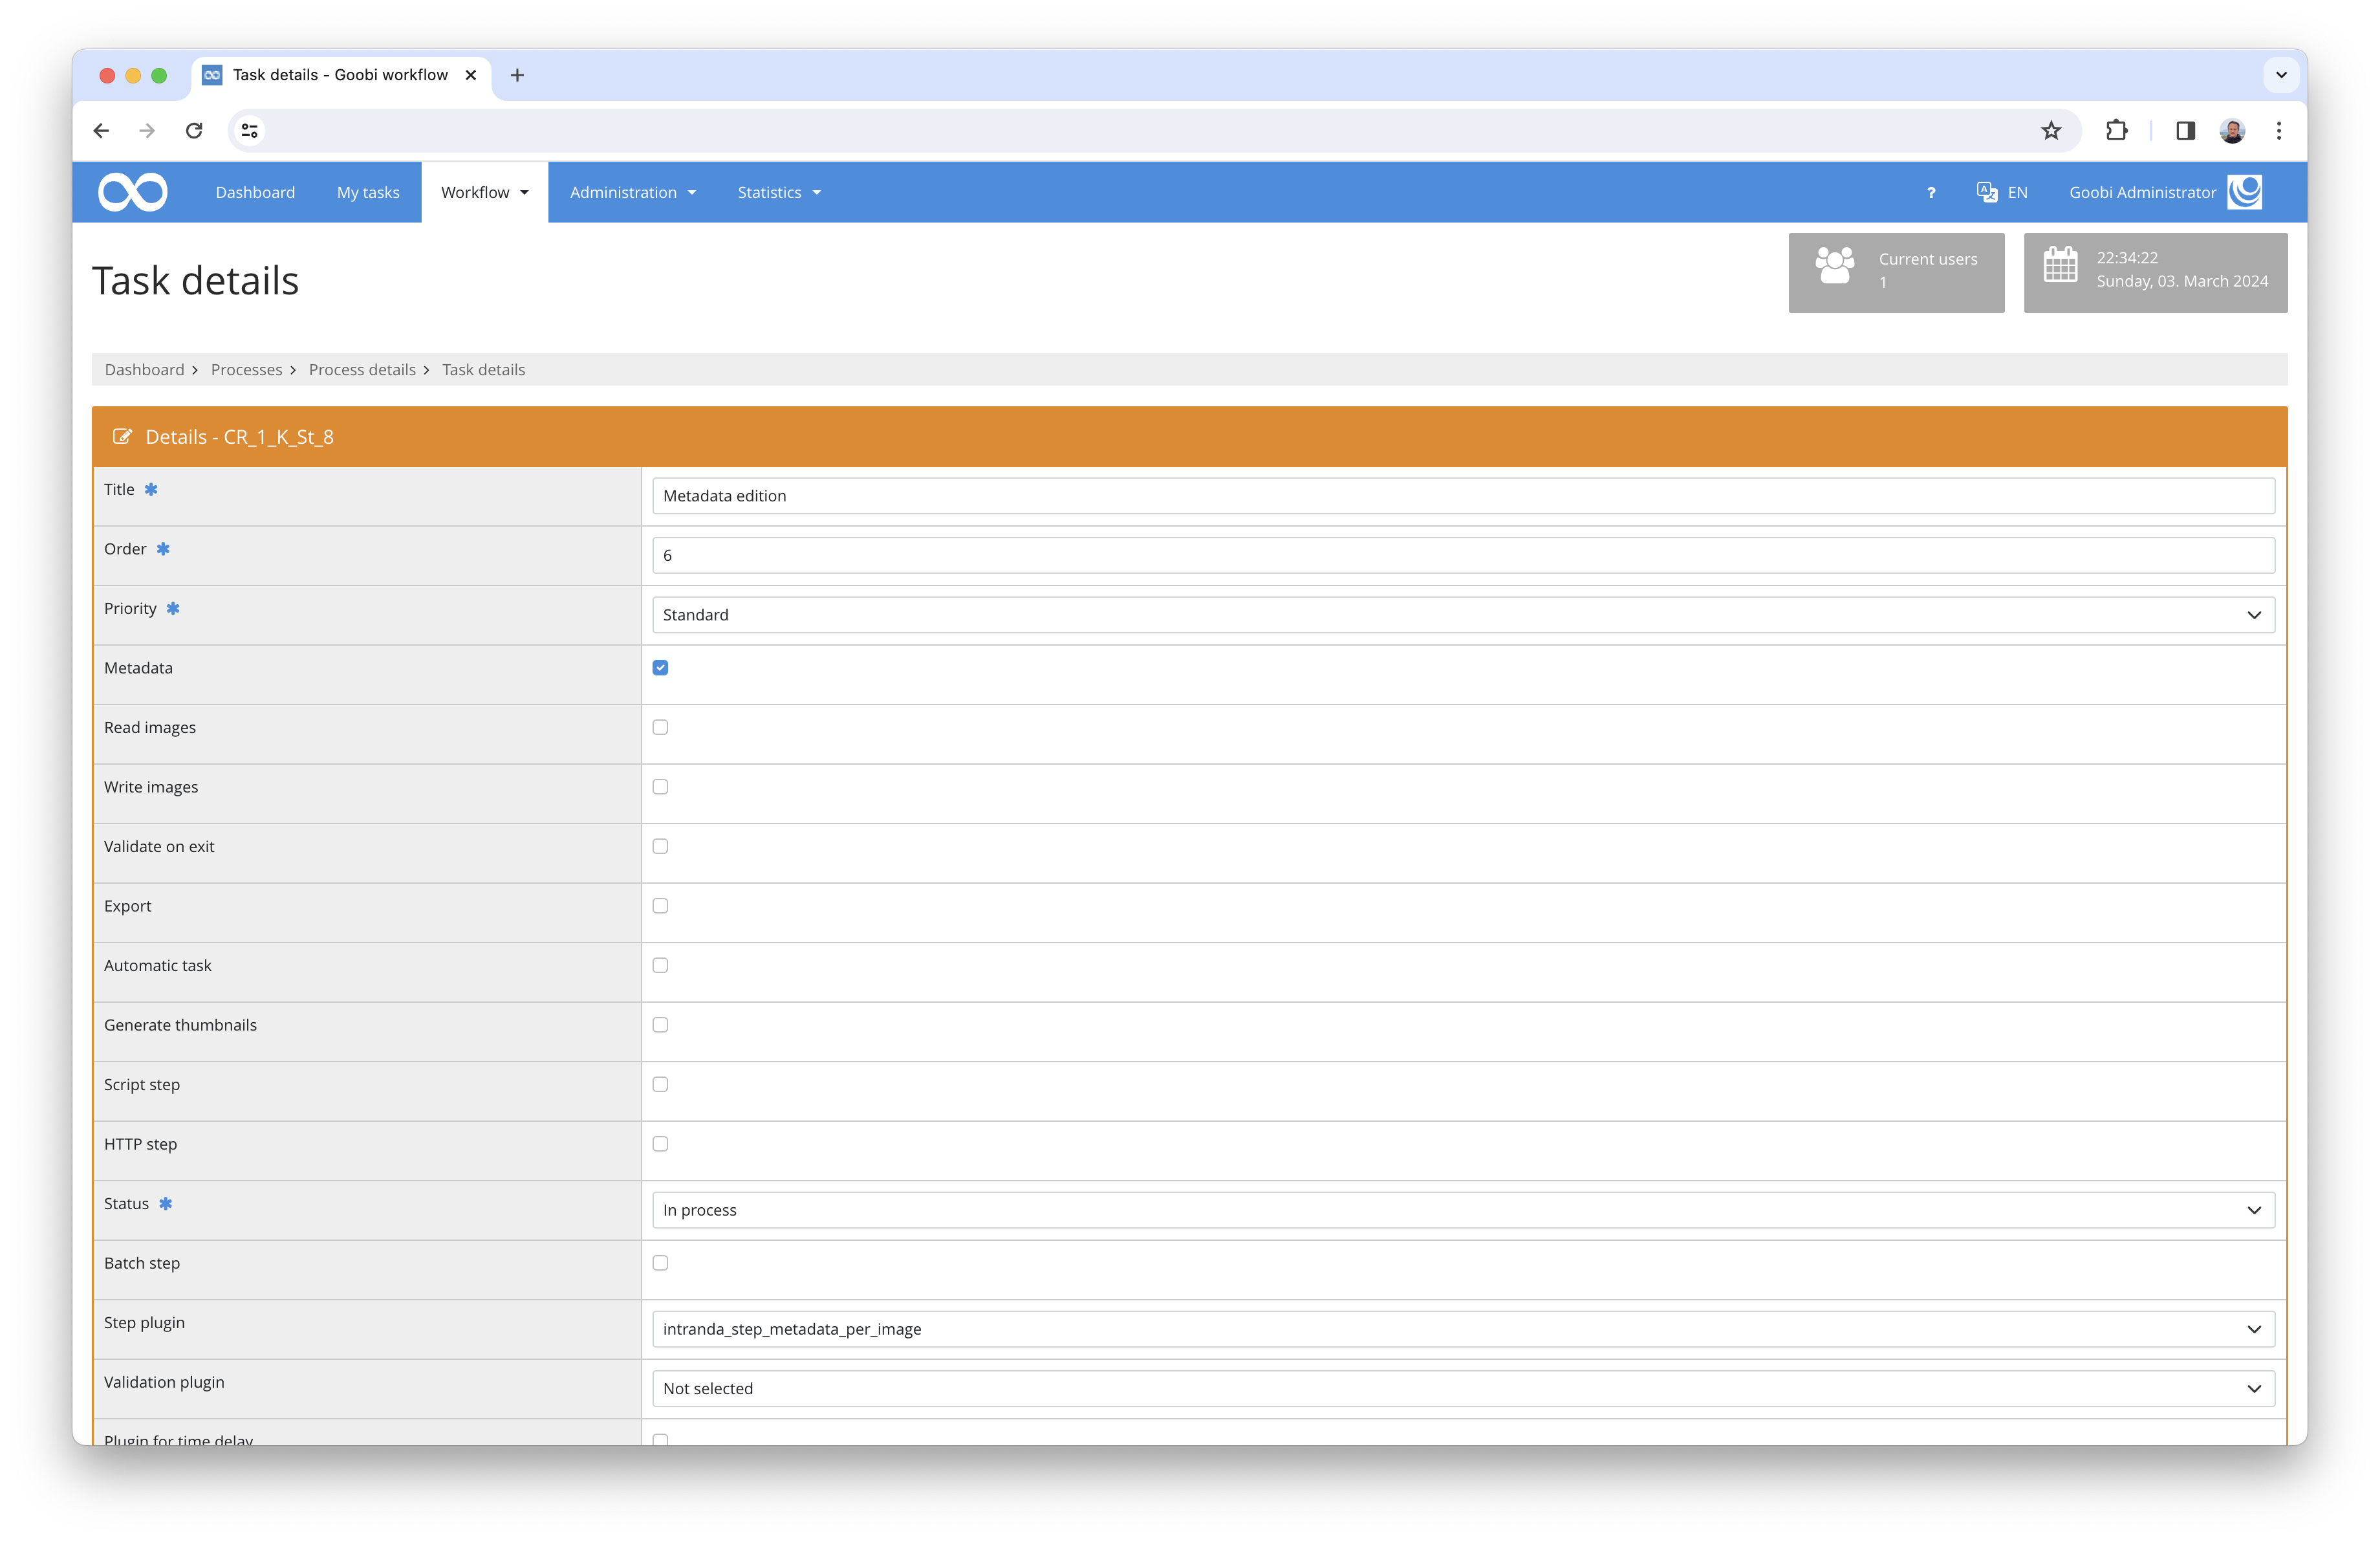 Task details - Goobi workflow
Dashboard My tasks Workflow Administration Statistics ? EN Goobi Administrator
Task details
Current users
1
22:34:22
Sunday, 03. March 2024
Dashboard > Processes > Process details > Task details
Details - CR_1_K_St_8
Title * Metadata edition
Order * 6
Priority * Standard
Metadata
Read images
Write images
Validate on exit
Export
Automatic task
Generate thumbnails
Script step
HTTP step
Status * In process
Batch step
Step plugin intranda_step_metadata_per_image
Validation plugin Not selected
Plugin for time delay